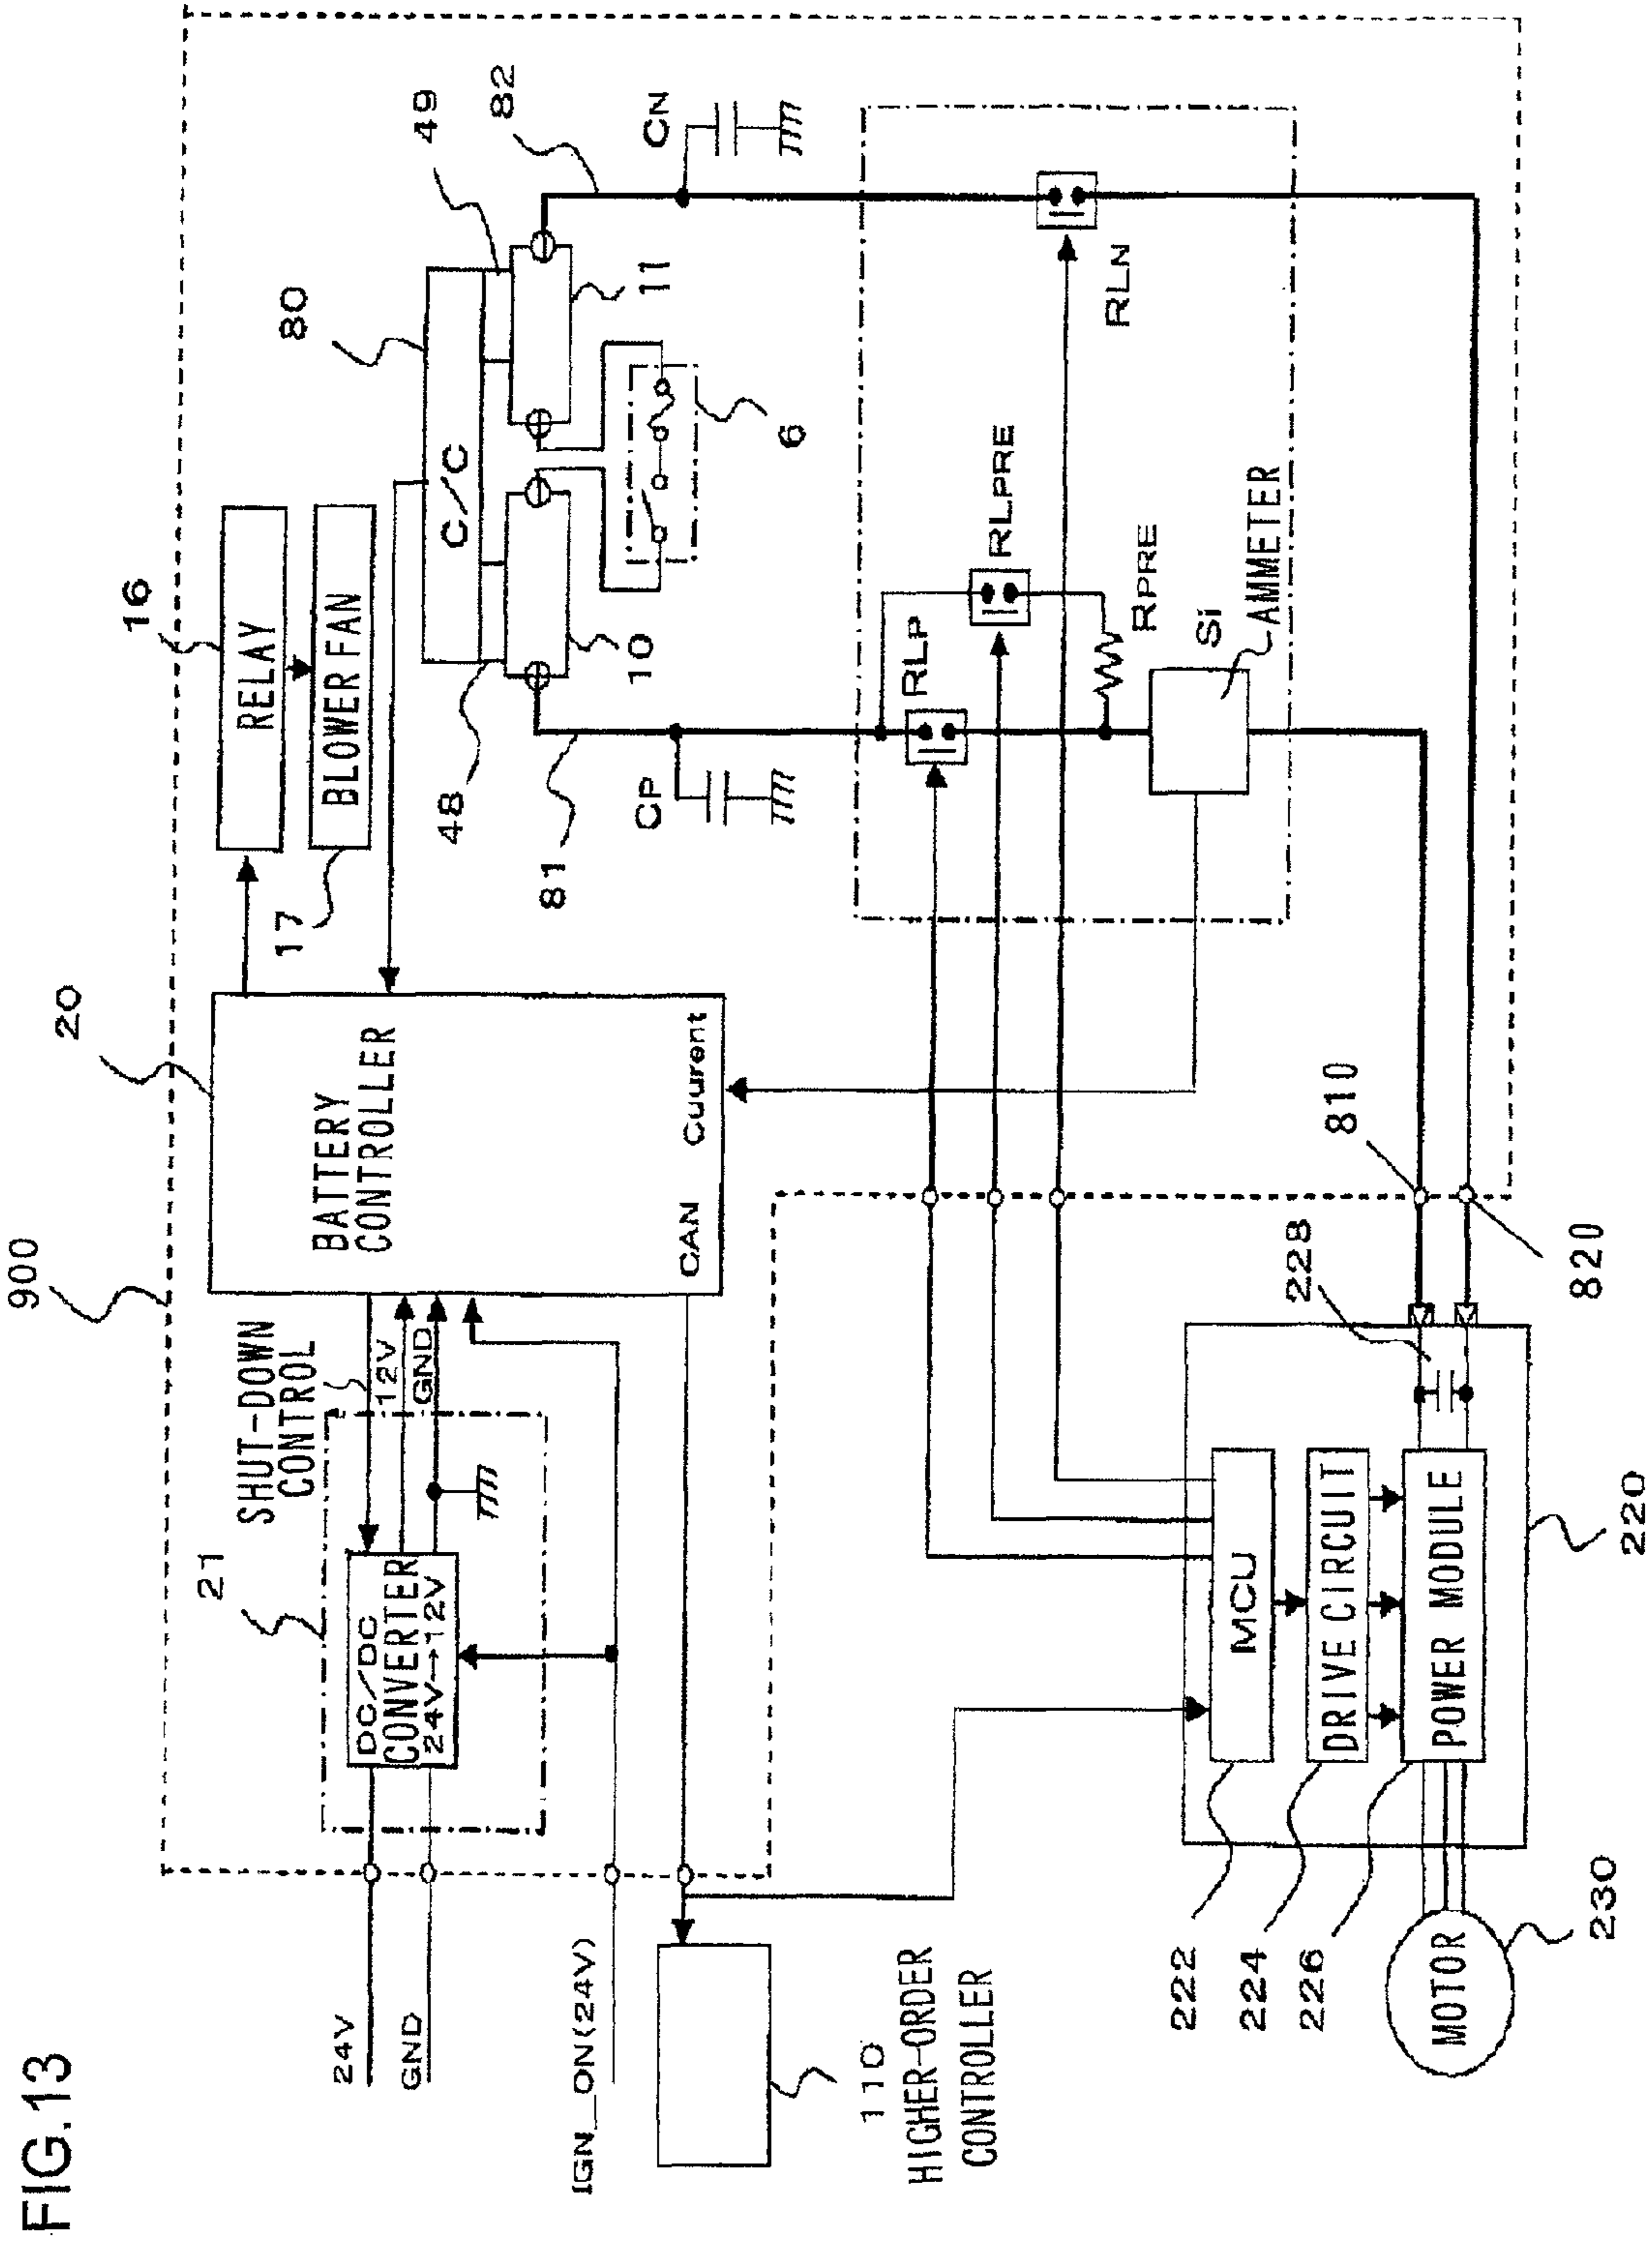 FIG.13
900
20
16
RELAY
17
BLOWER FAN
80
C/C
49
82
CN
48
10
11
6
81
CP
BATTERY
CONTROLLER
CAN
Cuurent
SHUT-DOWN
CONTROL
12V
GND
21
DC/DC
CONVERTER
24V→12V
24V
GND
IGN_ON(24V)
110
HIGHER-ORDER
CONTROLLER
RLP
RLPRE
RPRE
RLN
Si
AMMETER
810
820
228
MCU
DRIVE CIRCUIT
POWER MODULE
220
222
224
226
MOTOR
230